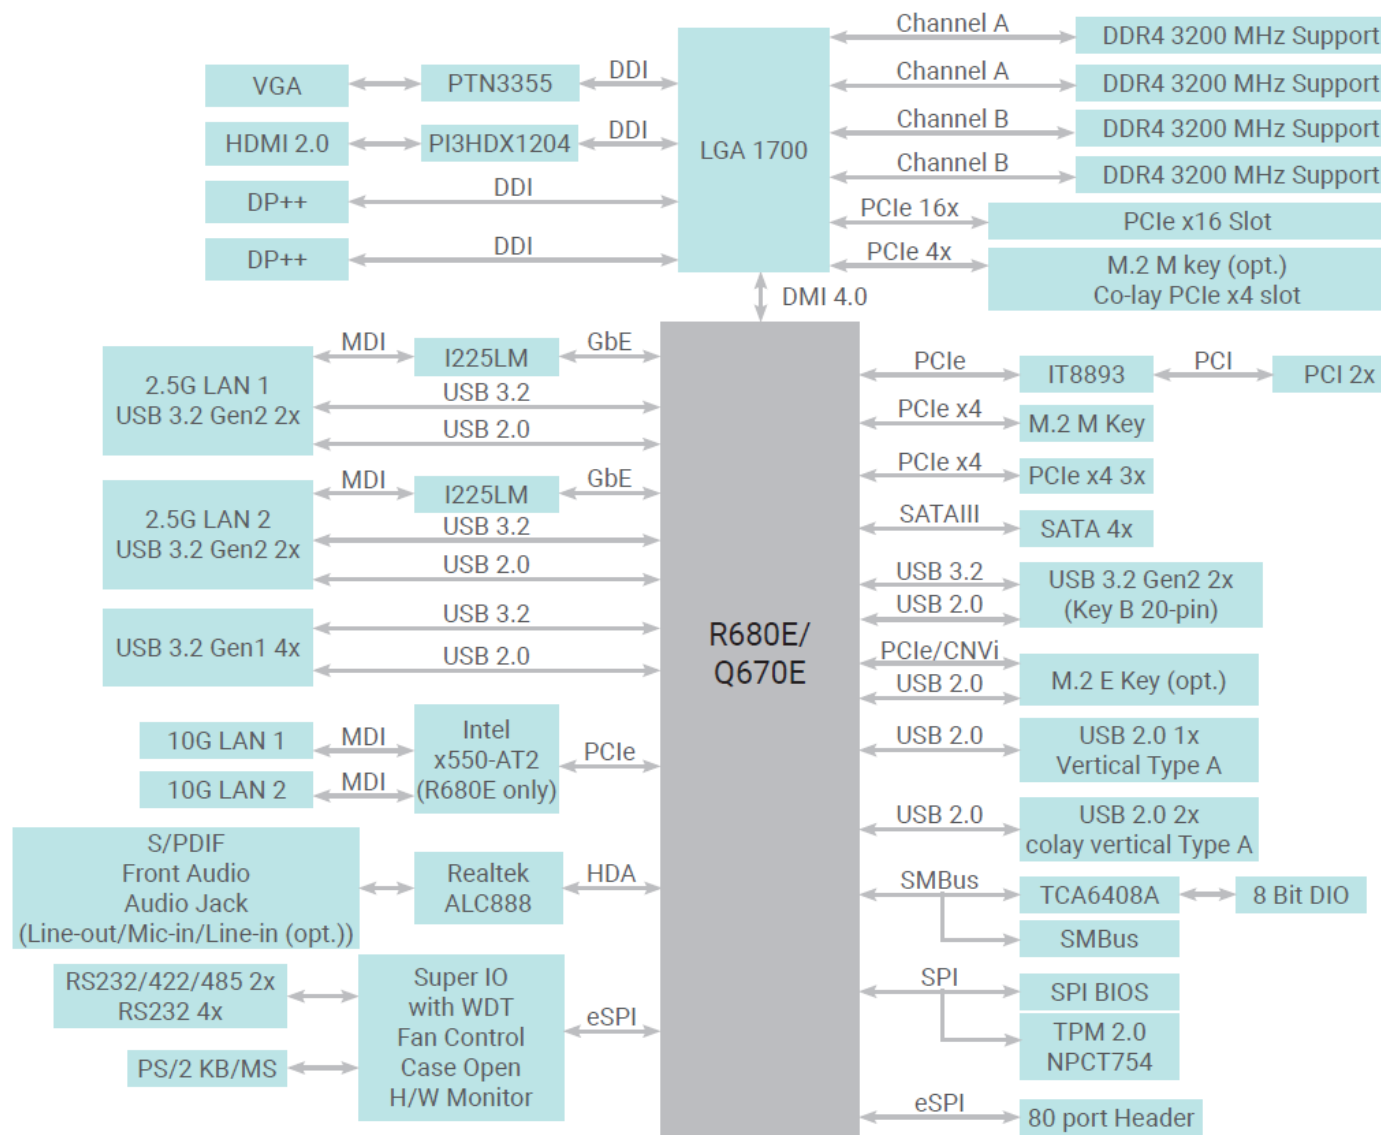 Channel A
DDR4 3200 MHz Support
VGA
PTN3355
DDI
Channel A
DDR4 3200 MHz Support
HDMI 2.0
PI3HDX1204
DDI
LGA 1700
Channel B
DDR4 3200 MHz Support
Channel B
DDR4 3200 MHz Support
DP++
DDI
PCIe 16x
PCIe x16 Slot
DP++
DDI
PCIe 4x
M.2 M key (opt.)
Co-lay PCIe x4 slot
DMI 4.0
2.5G LAN 1
USB 3.2 Gen2 2x
MDI
I225LM
GbE
USB 3.2
USB 2.0
2.5G LAN 2
USB 3.2 Gen2 2x
MDI
I225LM
GbE
USB 3.2
USB 2.0
USB 3.2 Gen1 4x
USB 3.2
USB 2.0
10G LAN 1
MDI
10G LAN 2
MDI
Intel
x550-AT2
(R680E only)
PCIe
S/PDIF
Front Audio
Audio Jack
(Line-out/Mic-in/Line-in (opt.))
Realtek
ALC888
HDA
RS232/422/485 2x
RS232 4x
PS/2 KB/MS
Super IO
with WDT
Fan Control
Case Open
H/W Monitor
eSPI
R680E/
Q670E
PCIe
IT8893
PCI
PCI 2x
PCIe x4
M.2 M Key
PCIe x4
PCIe x4 3x
SATAIII
SATA 4x
USB 3.2
USB 2.0
USB 3.2 Gen2 2x
(Key B 20-pin)
PCIe/CNVi
USB 2.0
M.2 E Key (opt.)
USB 2.0
USB 2.0 1x
Vertical Type A
USB 2.0
USB 2.0 2x
colay vertical Type A
SMBus
TCA6408A
8 Bit DIO
SMBus
SPI
SPI BIOS
TPM 2.0
NPCT754
eSPI
80 port Header